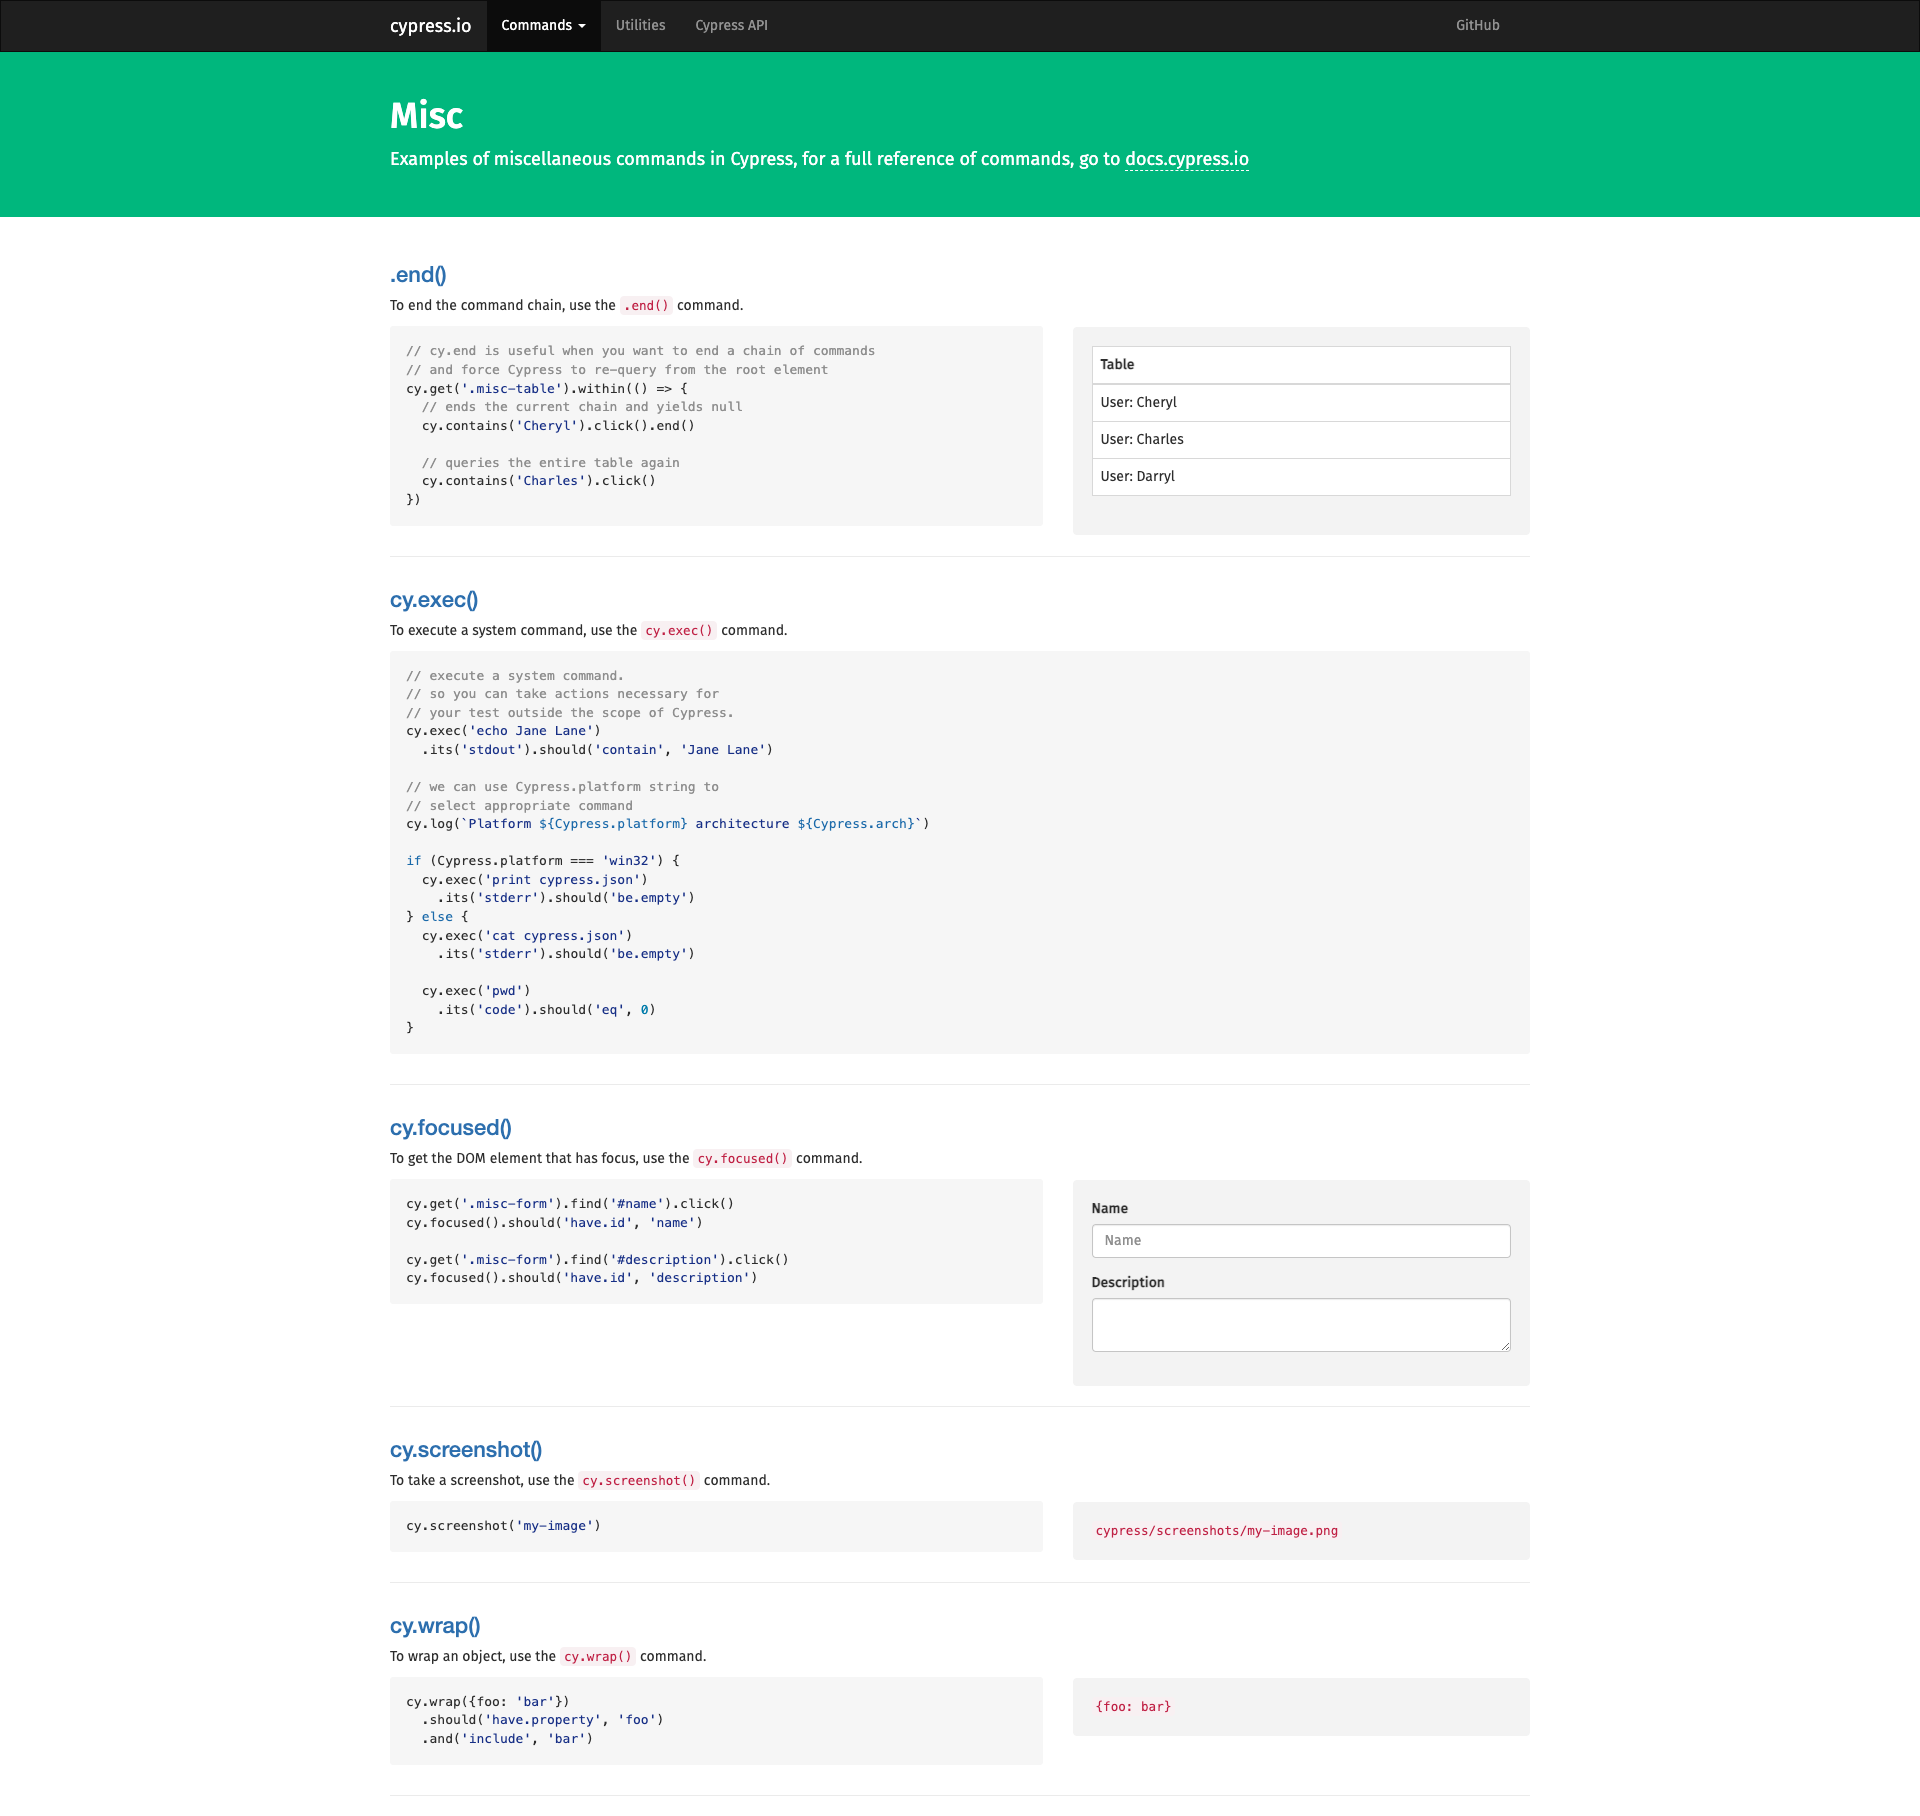 cypress.io Commands Utilities Cypress API GitHub
Misc
Examples of miscellaneous commands in Cypress, for a full reference of commands, go to docs.cypress.io
.end()
To end the command chain, use the .end() command.
// cy.end is useful when you want to end a chain of commands
// and force Cypress to re-query from the root element
cy.get('.misc-table').within(() => {
  // ends the current chain and yields null
  cy.contains('Cheryl').click().end()

  // queries the entire table again
  cy.contains('Charles').click()
})
Table
User: Cheryl
User: Charles
User: Darryl
cy.exec()
To execute a system command, use the cy.exec() command.
// execute a system command.
// so you can take actions necessary for
// your test outside the scope of Cypress.
cy.exec('echo Jane Lane')
  .its('stdout').should('contain', 'Jane Lane')

// we can use Cypress.platform string to
// select appropriate command
cy.log(`Platform ${Cypress.platform} architecture ${Cypress.arch}`)

if (Cypress.platform === 'win32') {
  cy.exec('print cypress.json')
    .its('stderr').should('be.empty')
} else {
  cy.exec('cat cypress.json')
    .its('stderr').should('be.empty')

  cy.exec('pwd')
    .its('code').should('eq', 0)
}
cy.focused()
To get the DOM element that has focus, use the cy.focused() command.
cy.get('.misc-form').find('#name').click()
cy.focused().should('have.id', 'name')

cy.get('.misc-form').find('#description').click()
cy.focused().should('have.id', 'description')
Name
Name
Description
cy.screenshot()
To take a screenshot, use the cy.screenshot() command.
cy.screenshot('my-image')
cypress/screenshots/my-image.png
cy.wrap()
To wrap an object, use the cy.wrap() command.
cy.wrap({foo: 'bar'})
  .should('have.property', 'foo')
  .and('include', 'bar')
{foo: bar}